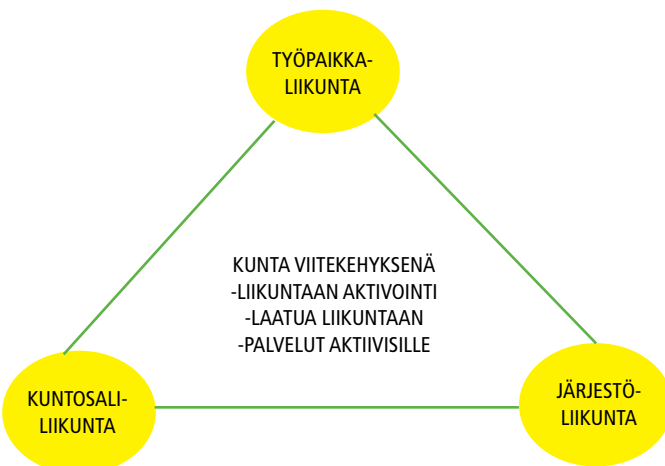 TYÖPAIKKA-
LIIKUNTA
KUNTA VIITEKEHYKSENÄ
-LIIKUNTAAN AKTIVOINTI
-LAATUA LIIKUNTAAN
-PALVELUT AKTIIVISILLE
KUNTOSALI-
LIIKUNTA
JÄRJESTÖ-
LIIKUNTA